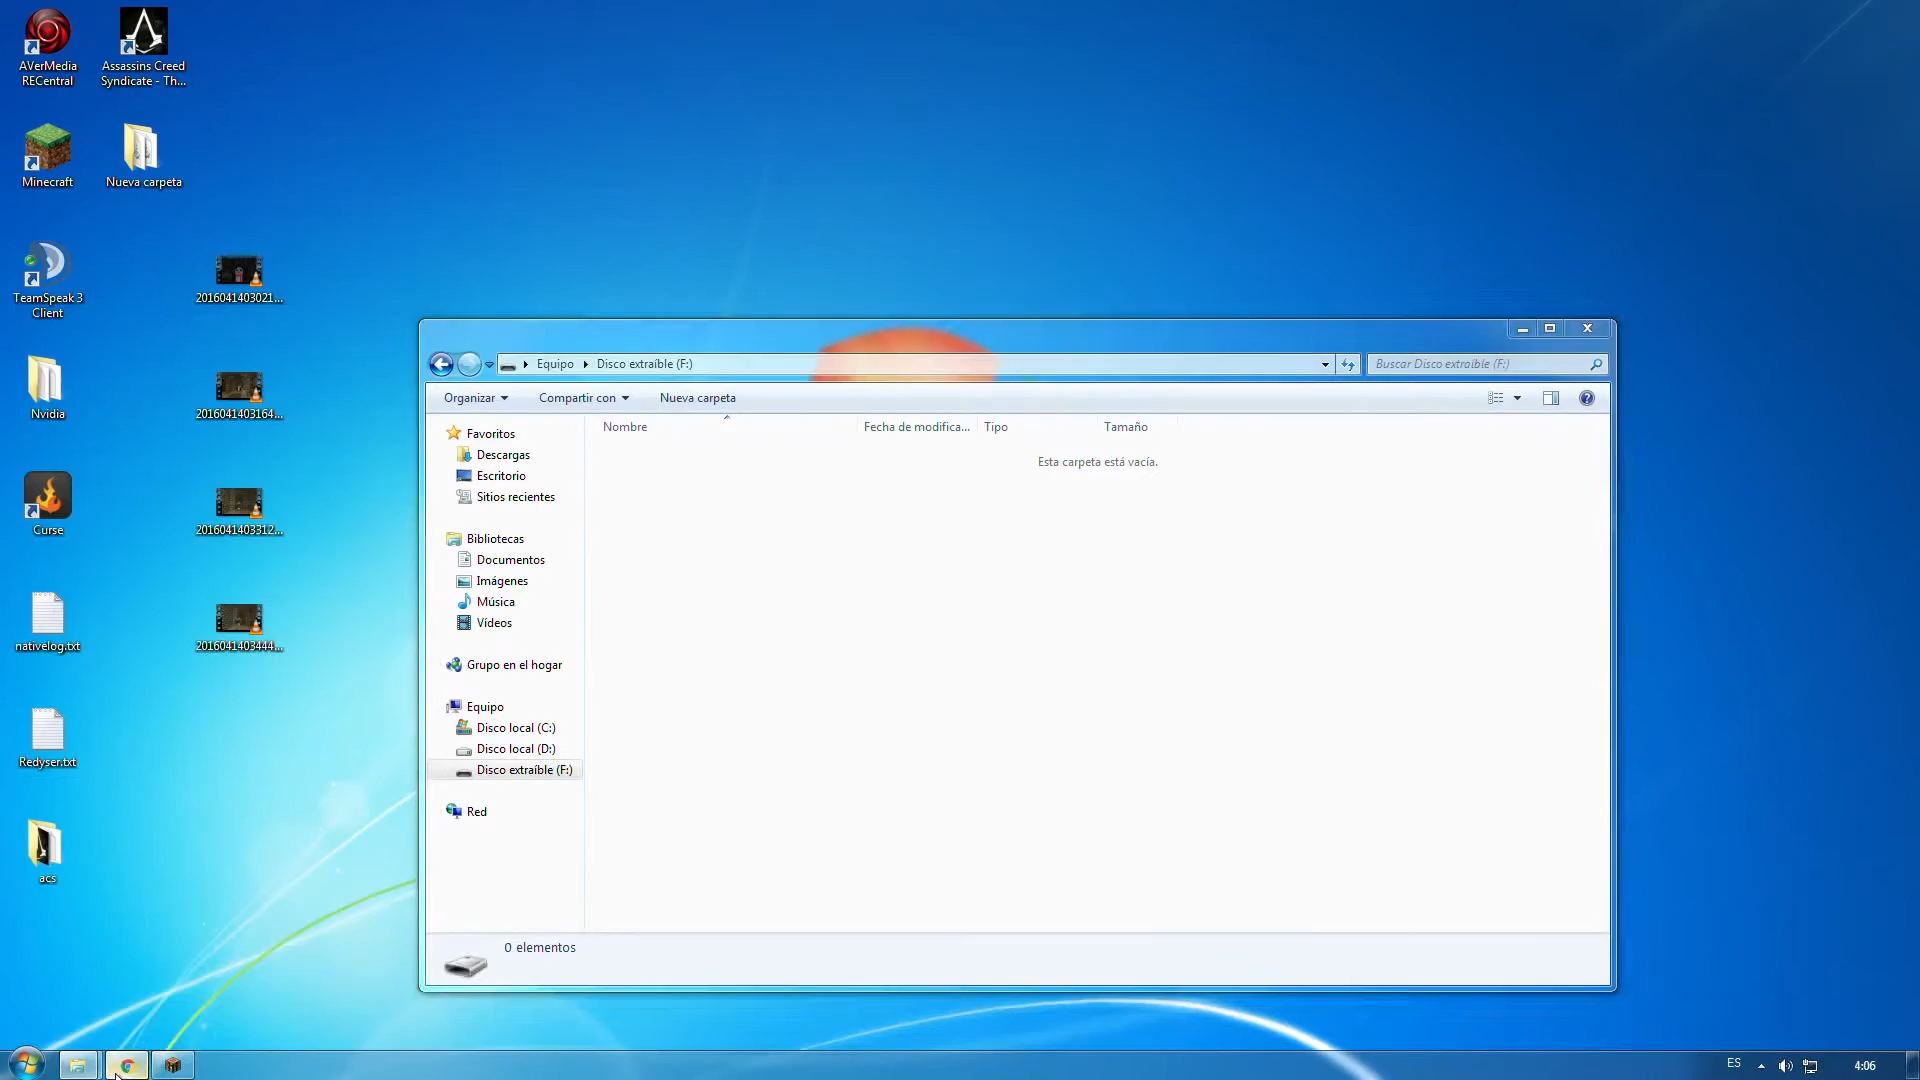 AVerMedia
RECentral
Assassins Creed
Syndicate - Th...
Minecraft
Nueva carpeta
TeamSpeak 3
Client
2016041403021...
Nvidia
2016041403164...
Curse
2016041403312...
nativelog.txt
2016041403444...
Redyser.txt
acs
Equipo
Disco extraíble (F:)
Buscar Disco extraíble (F:)
Organizar
Compartir con
Nueva carpeta
Nombre
Fecha de modifica...
Tipo
Tamaño
Esta carpeta está vacía.
Favoritos
Descargas
Escritorio
Sitios recientes
Bibliotecas
Documentos
Imágenes
Música
Vídeos
Grupo en el hogar
Equipo
Disco local (C:)
Disco local (D:)
Disco extraíble (F:)
Red
0 elementos
ES
4:06